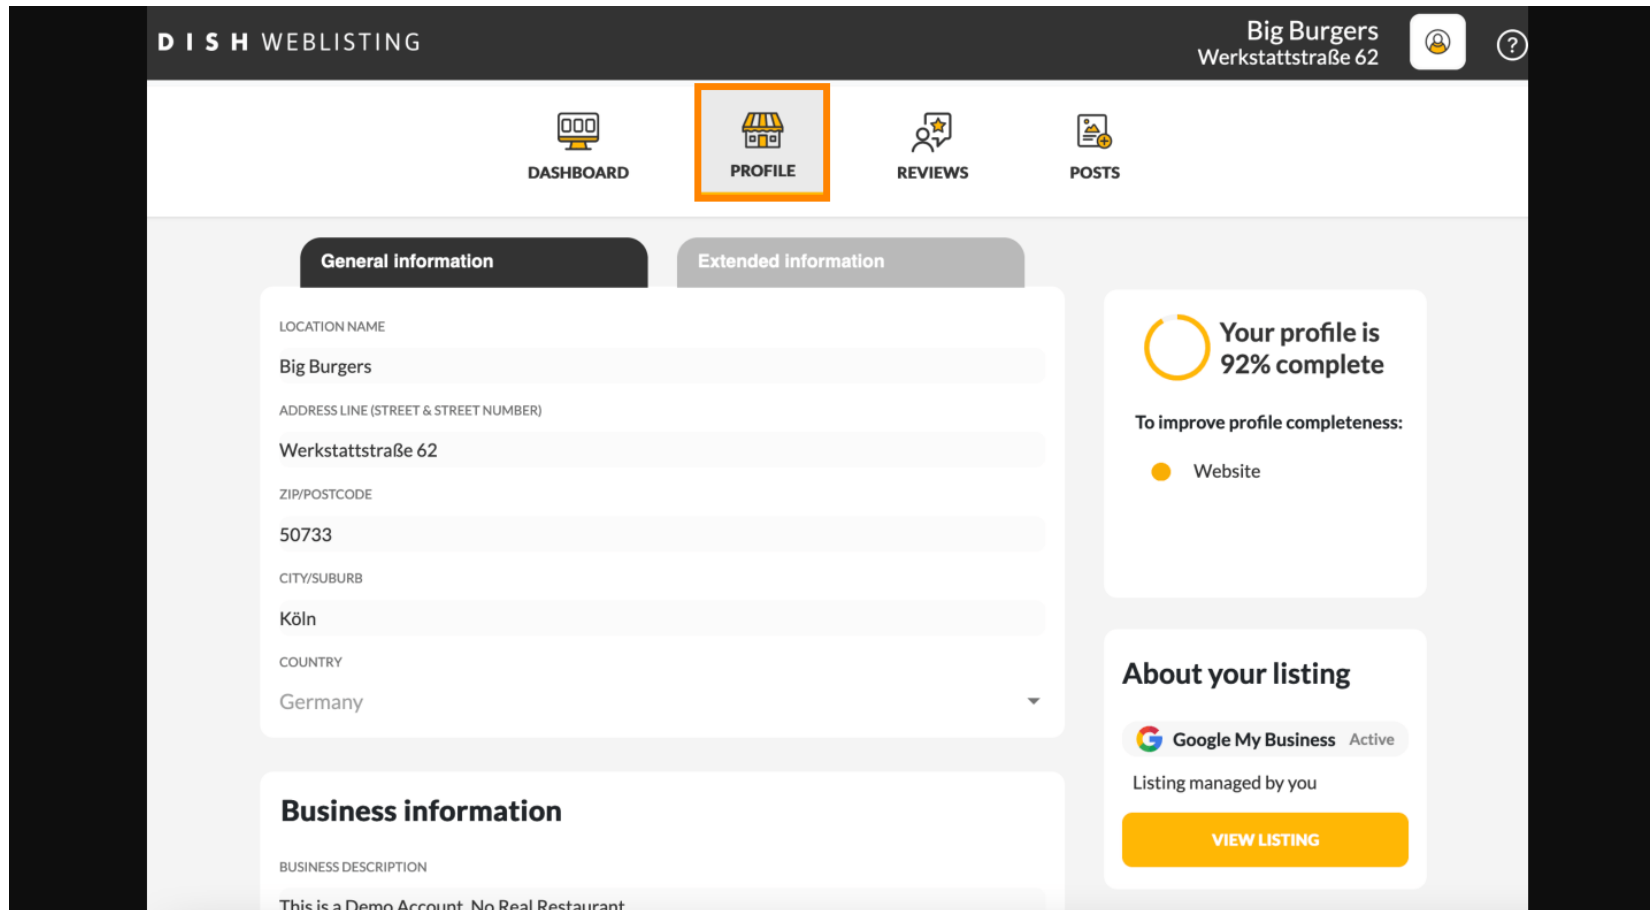 DISH WEBLISTING
Big Burgers
Werkstattstraße 62
DASHBOARD
PROFILE
REVIEWS
POSTS
General information
Extended information
LOCATION NAME
Big Burgers
ADDRESS LINE (STREET & STREET NUMBER)
Werkstattstraße 62
ZIP/POSTCODE
50733
CITY/SUBURB
Köln
COUNTRY
Germany
Business information
BUSINESS DESCRIPTION
This is a Demo Account. No Real Restaurant
Your profile is
92% complete
To improve profile completeness:
Website
About your listing
Google My Business Active
Listing managed by you
VIEW LISTING